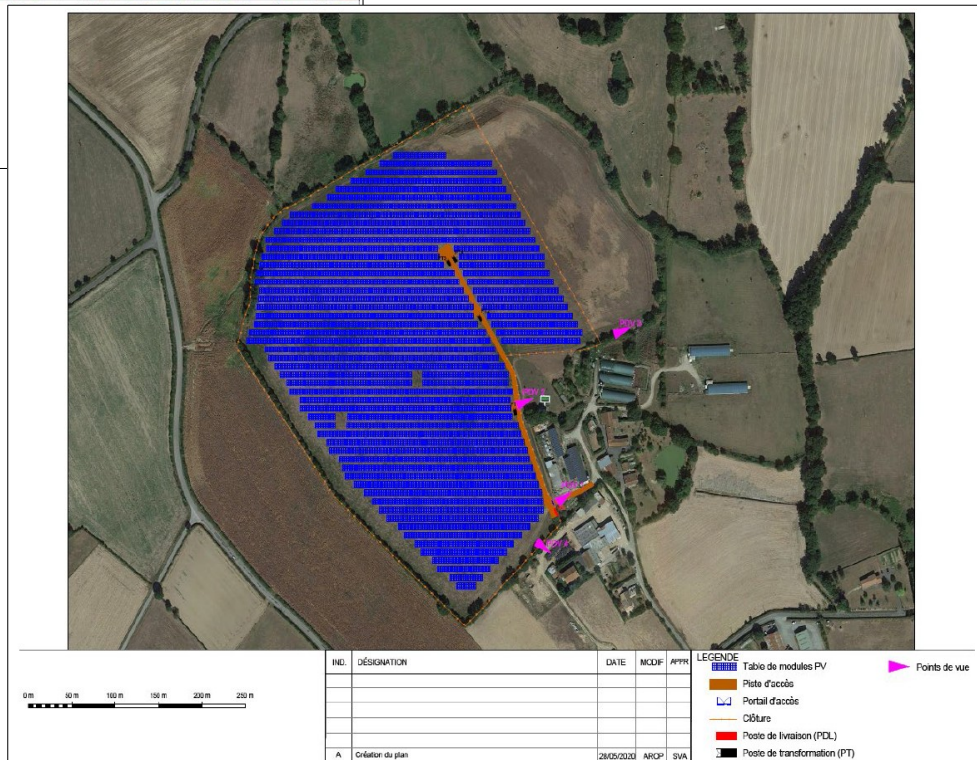 PDV3
IND. DÉSIGNATION DATE MODIF APPR
A Création du plan 28/05/2020 AROP SVA
0 m 50 m 100 m 150 m 200 m 250 m
LEGENDE
Table de modules PV
Piste d'accès
Portail d'accès
Clôture
Poste de livraison (PDL)
Poste de transformation (PT)
Points de vue